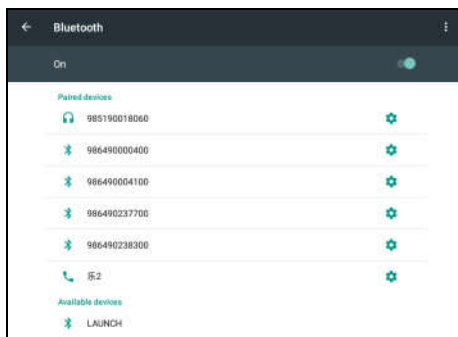 Bluetooth
On
Paired devices
985190018060
986490000400
986490004100
986490237700
986490238300
乐2
Available devices
LAUNCH